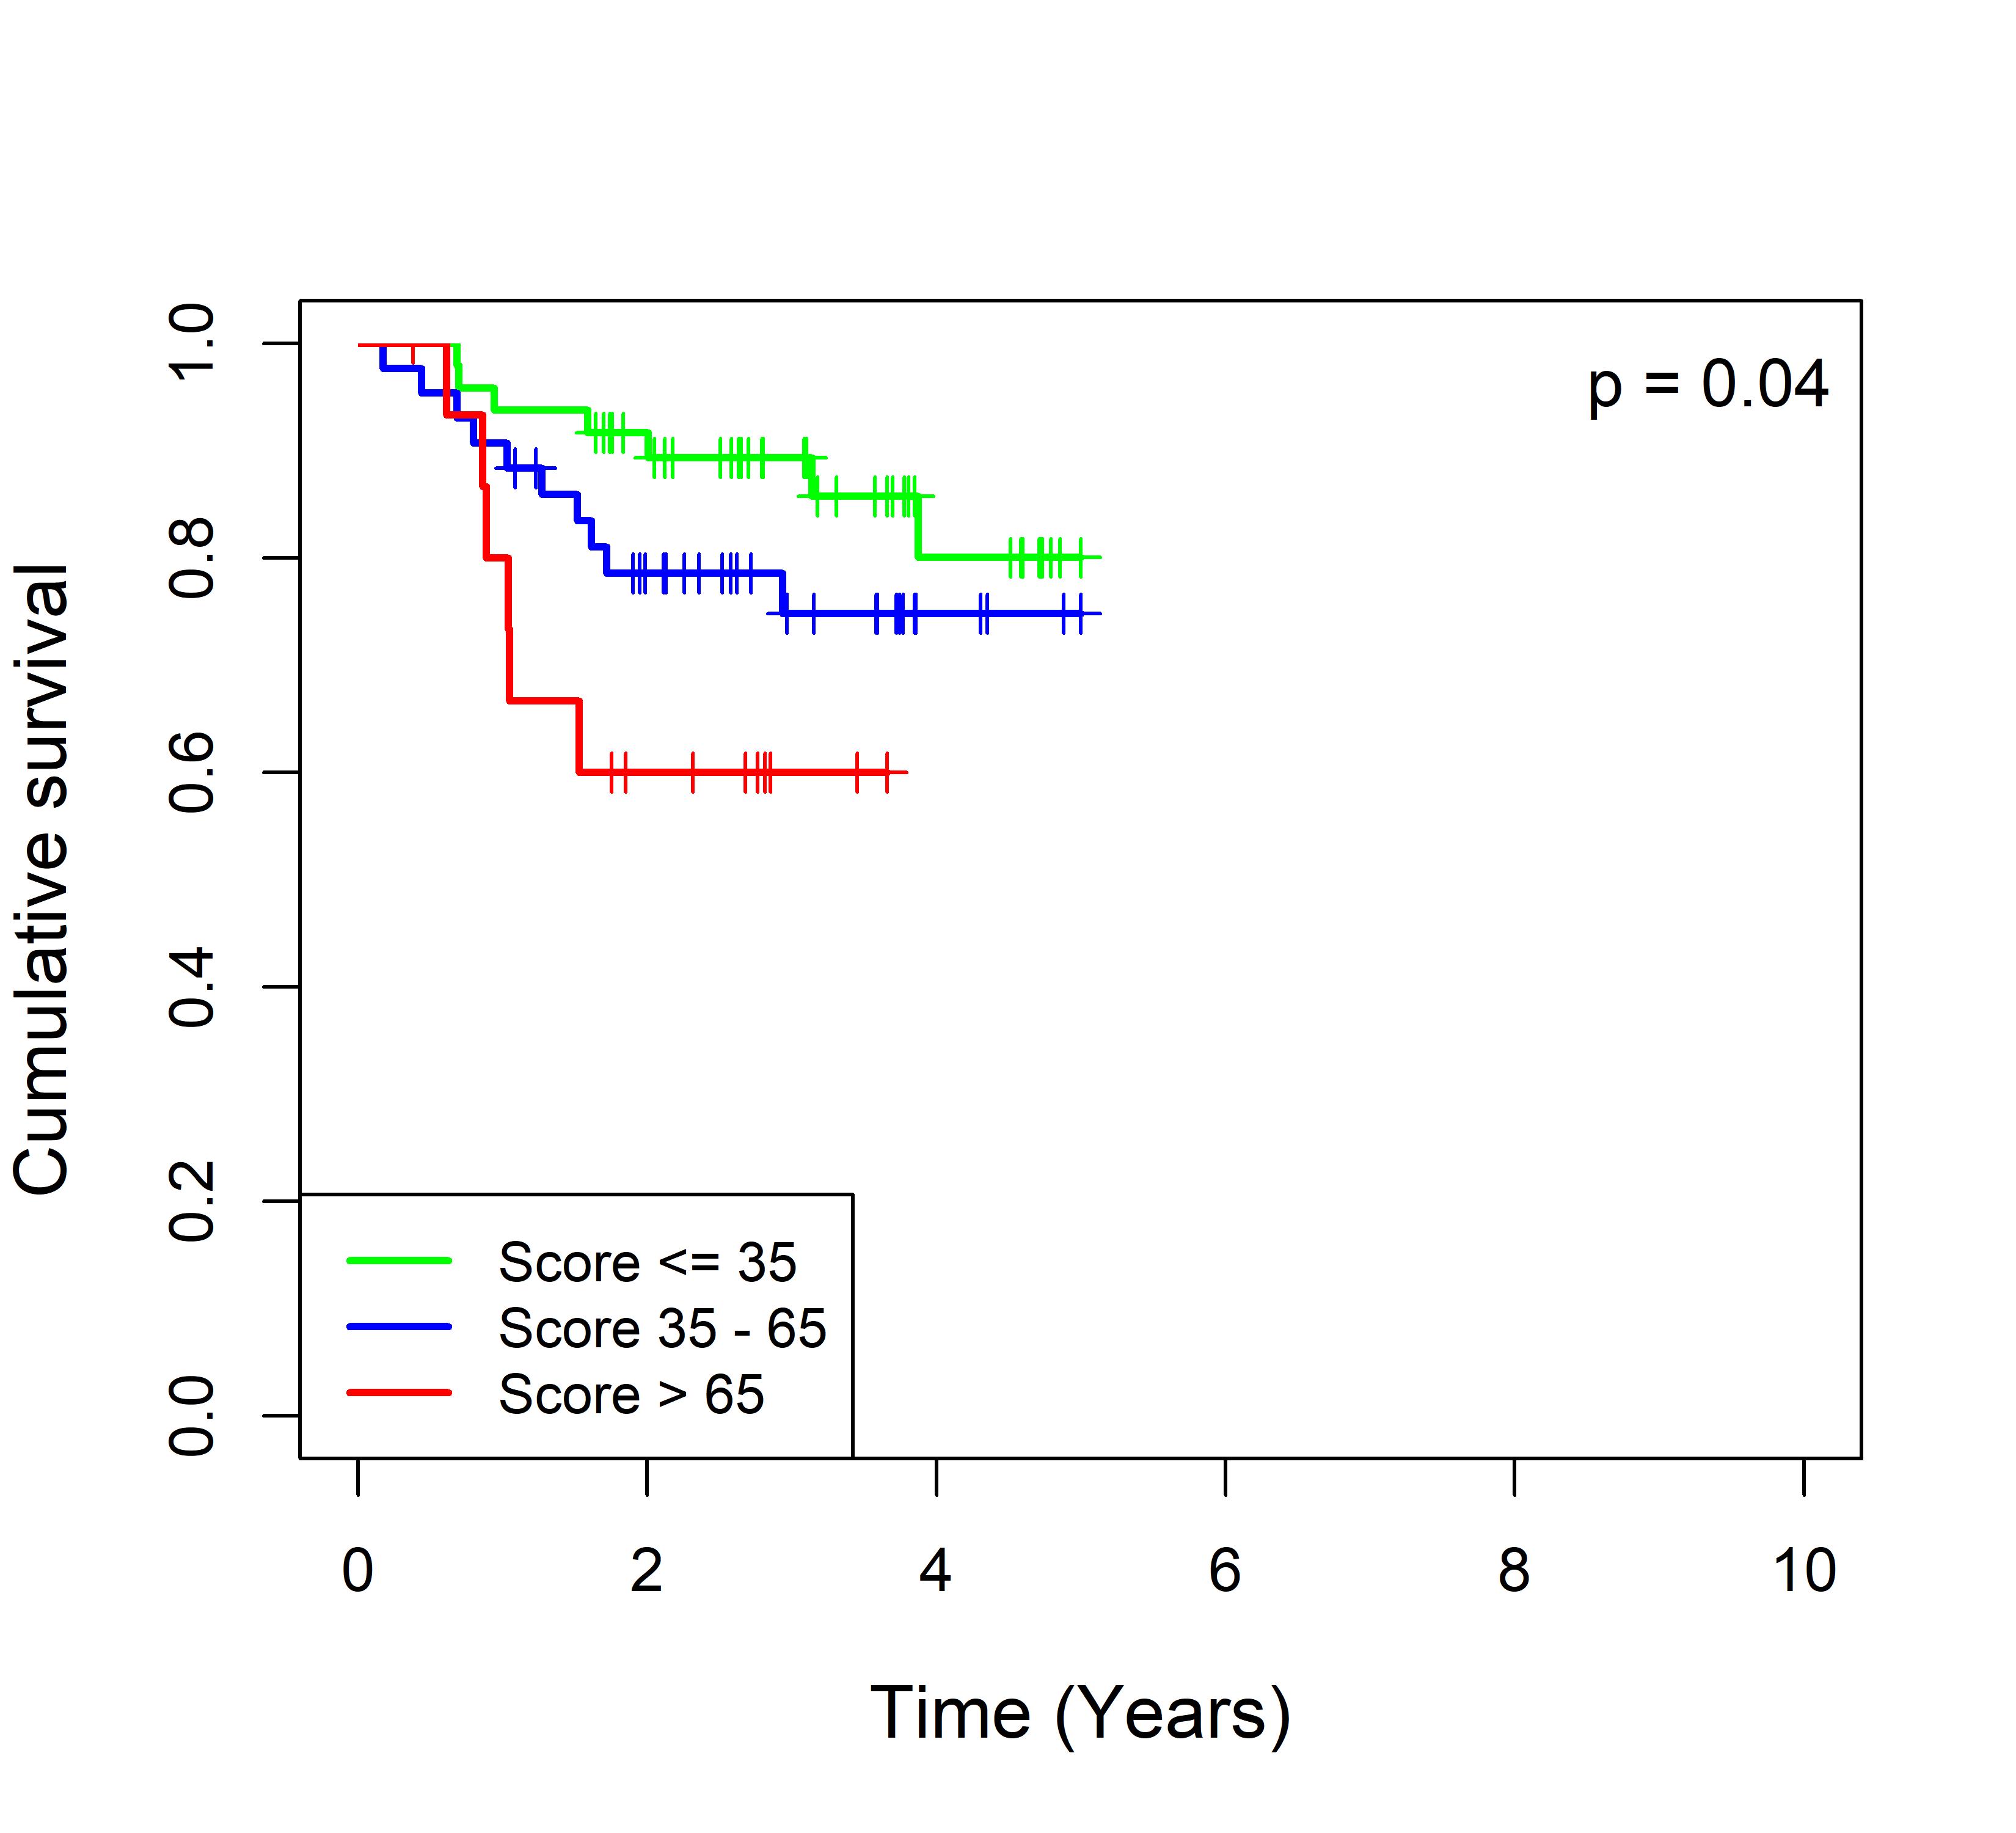 p = 0.04
Cumulative survival
1.0
0.8
0.6
0.4
0.2
0.0
Score <= 35
Score 35 - 65
Score > 65
0 2 4 6 8 10
Time (Years)